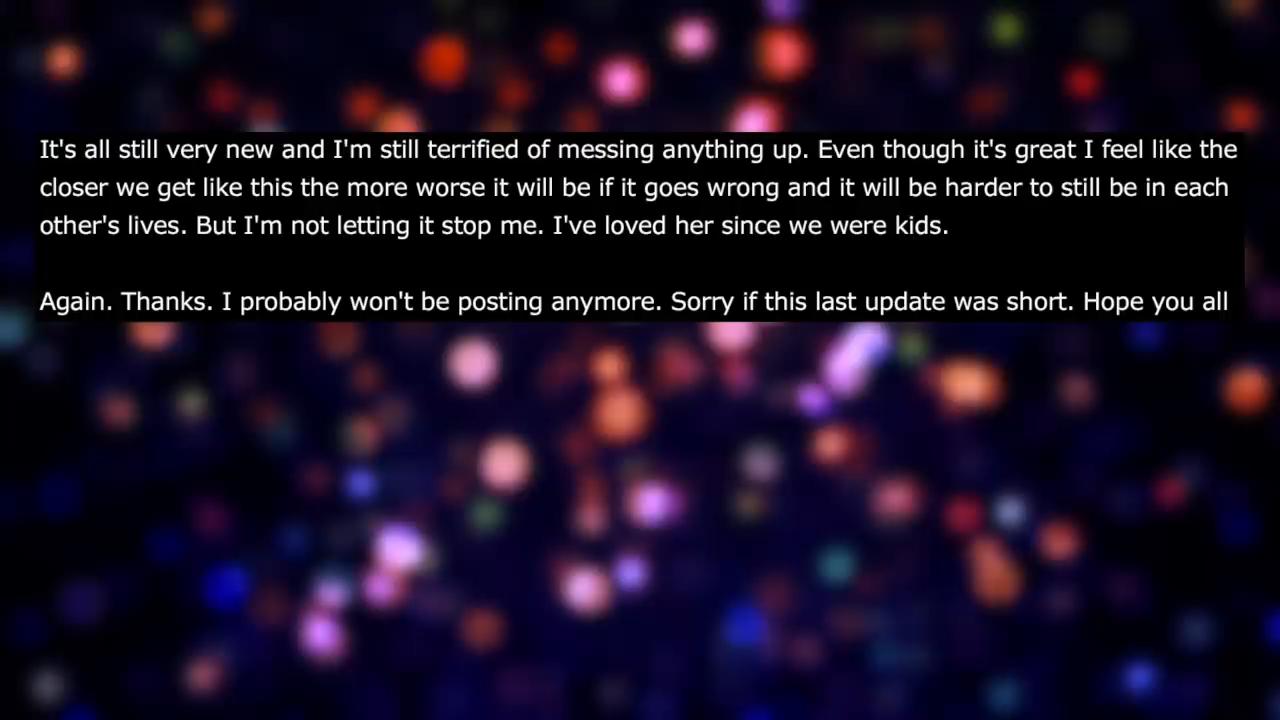 It's all still very new and I'm still terrified of messing anything up. Even though it's great I feel like the
closer we get like this the more worse it will be if it goes wrong and it will be harder to still be in each
other's lives. But I'm not letting it stop me. I've loved her since we were kids.
Again. Thanks. I probably won't be posting anymore. Sorry if this last update was short. Hope you all